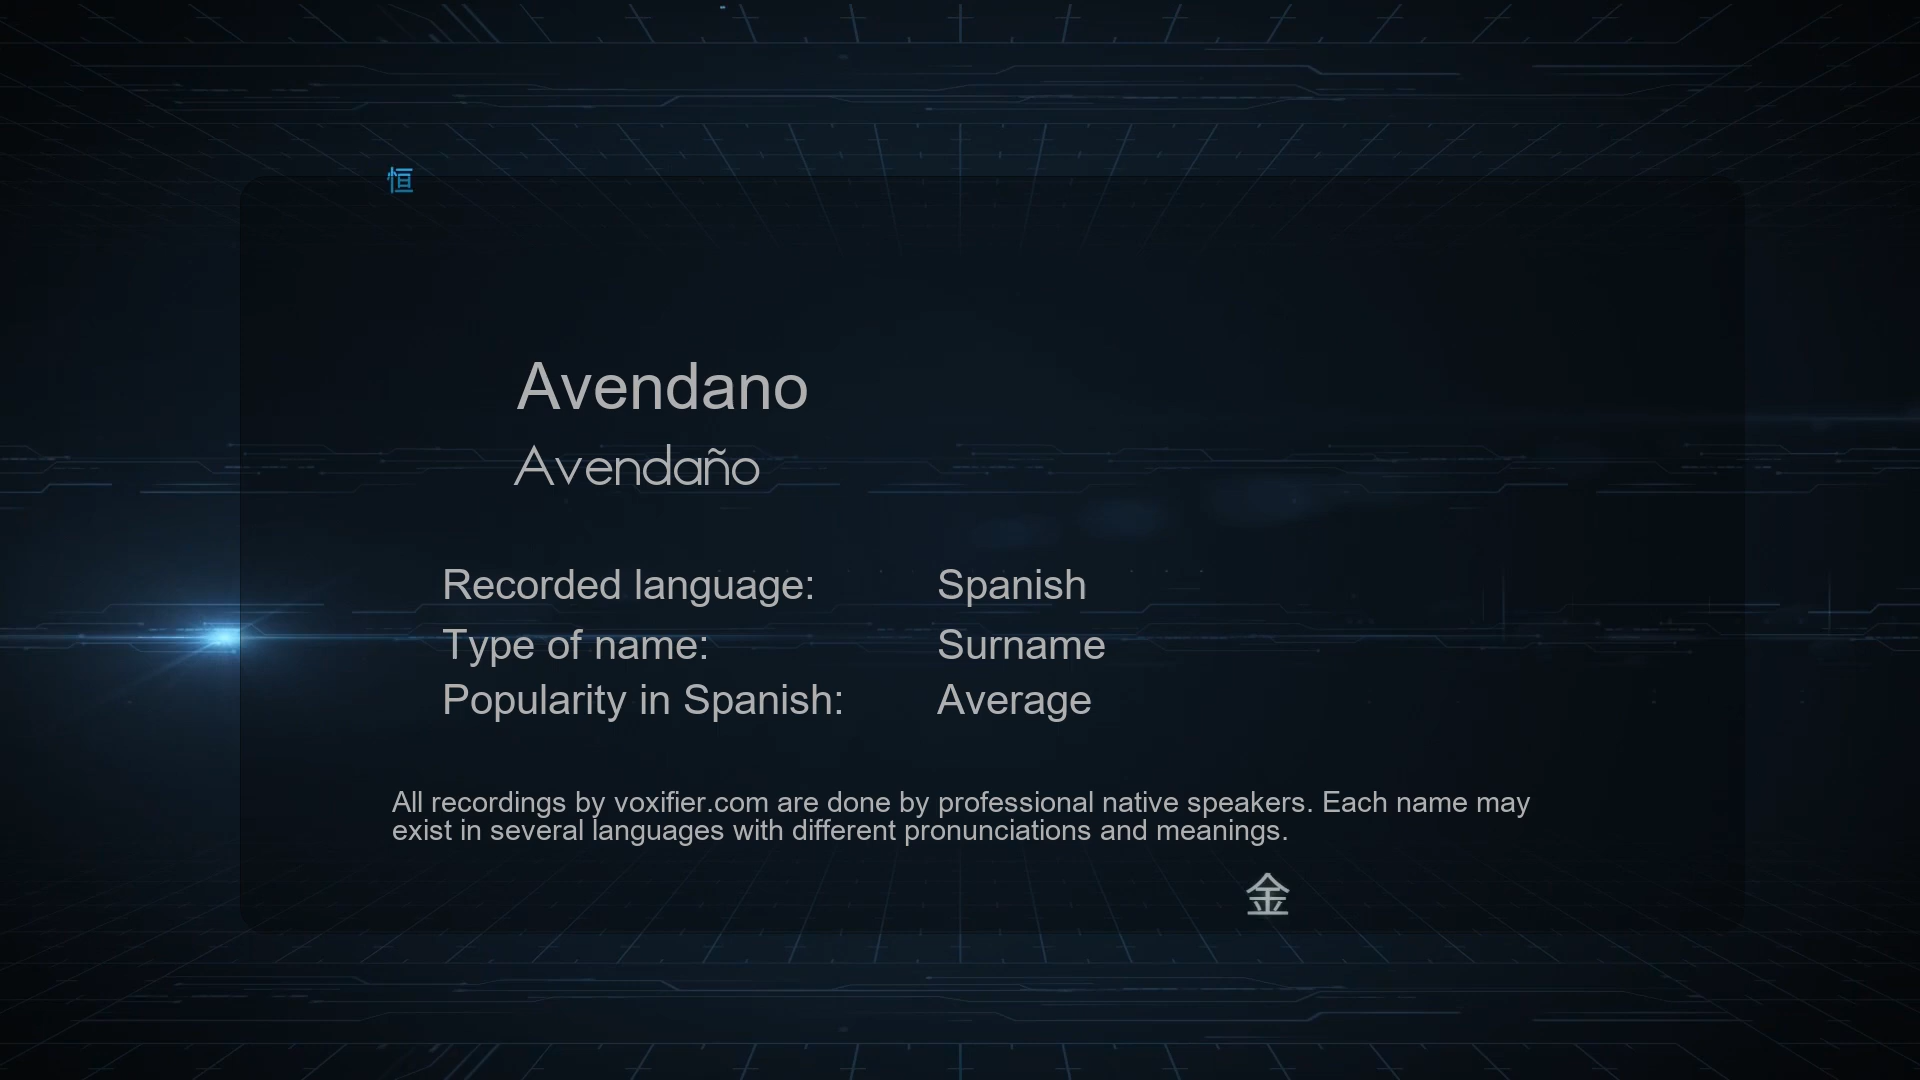 恒
Avendano
Avendaño
Recorded language: Spanish
Type of name: Surname
Popularity in Spanish: Average
All recordings by voxifier.com are done by professional native speakers. Each name may
exist in several languages with different pronunciations and meanings.
金